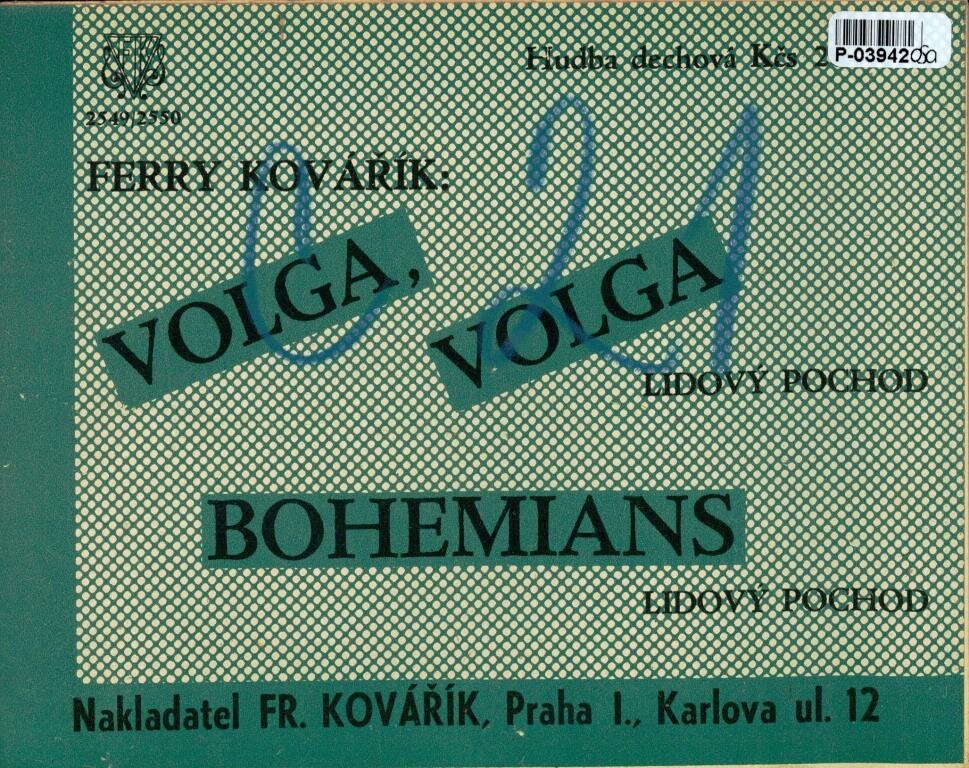 Hudba dechová Kčs 2
P-03942
2549/2550
FERRY KOVÁŘÍK:
VOLGA, VOLGA
LIDOVÝ POCHOD
BOHEMIANS
LIDOVÝ POCHOD
Nakladatel FR. KOVÁŘÍK, Praha I., Karlova ul. 12